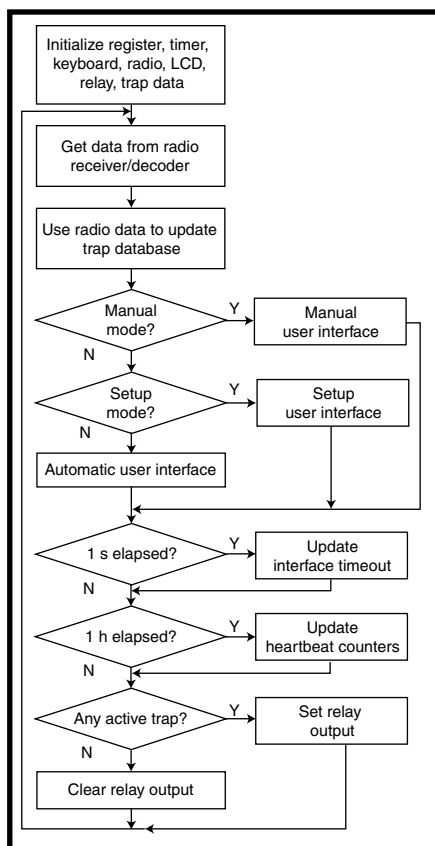 Initialize register, timer,
keyboard, radio, LCD,
relay, trap data
Get data from radio
receiver/decoder
Use radio data to update
trap database
Manual
mode?
Y
Manual
user interface
N
Setup
mode?
Y
Setup
user interface
N
Automatic user interface
1 s elapsed?
Y
Update
interface timeout
N
1 h elapsed?
Y
Update
heartbeat counters
N
Any active trap?
Y
Set relay
output
N
Clear relay output